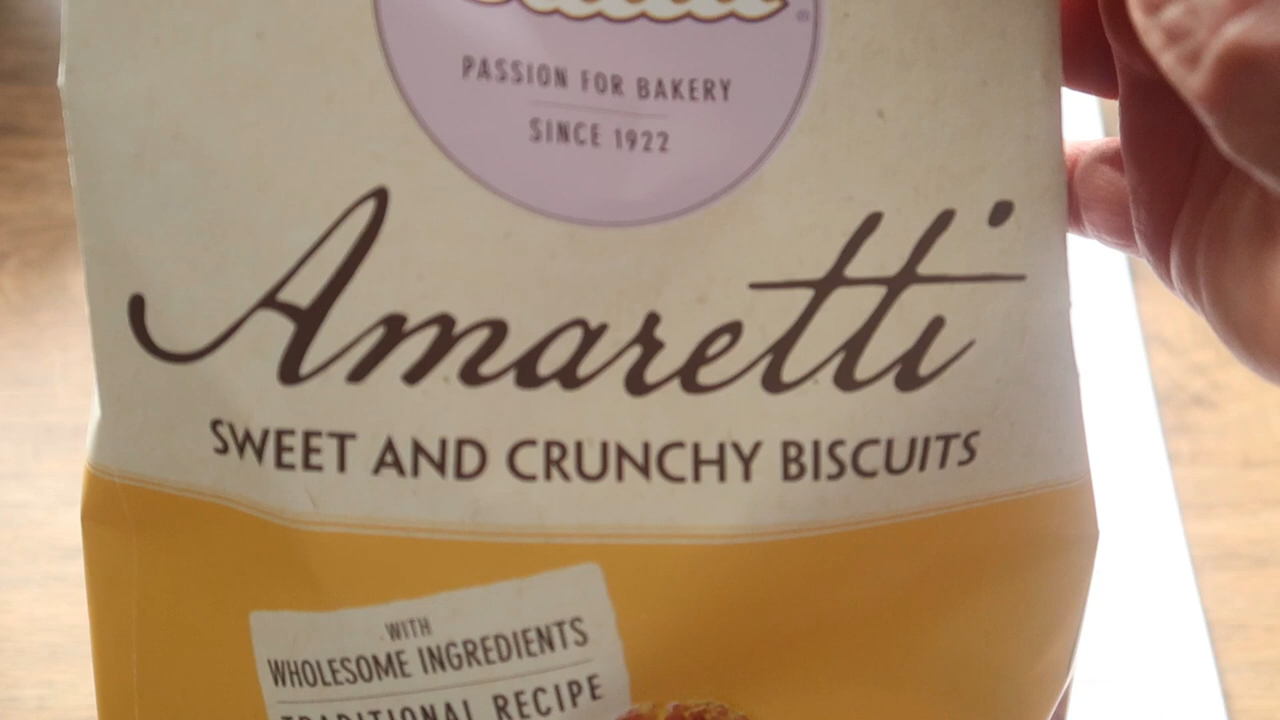 PASSION FOR BAKERY
SINCE 1922
Amaretti
SWEET AND CRUNCHY BISCUITS
WITH
WHOLESOME INGREDIENTS
TRADITIONAL RECIPE